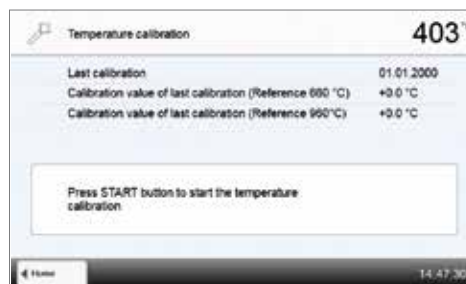 Temperature calibration
403°
Last calibration 01.01.2000
Calibration value of last calibration (Reference 660 °C) +0.0 °C
Calibration value of last calibration (Reference 960°C) +0.0 °C
Press START button to start the temperature
calibration
Home
14:47:30